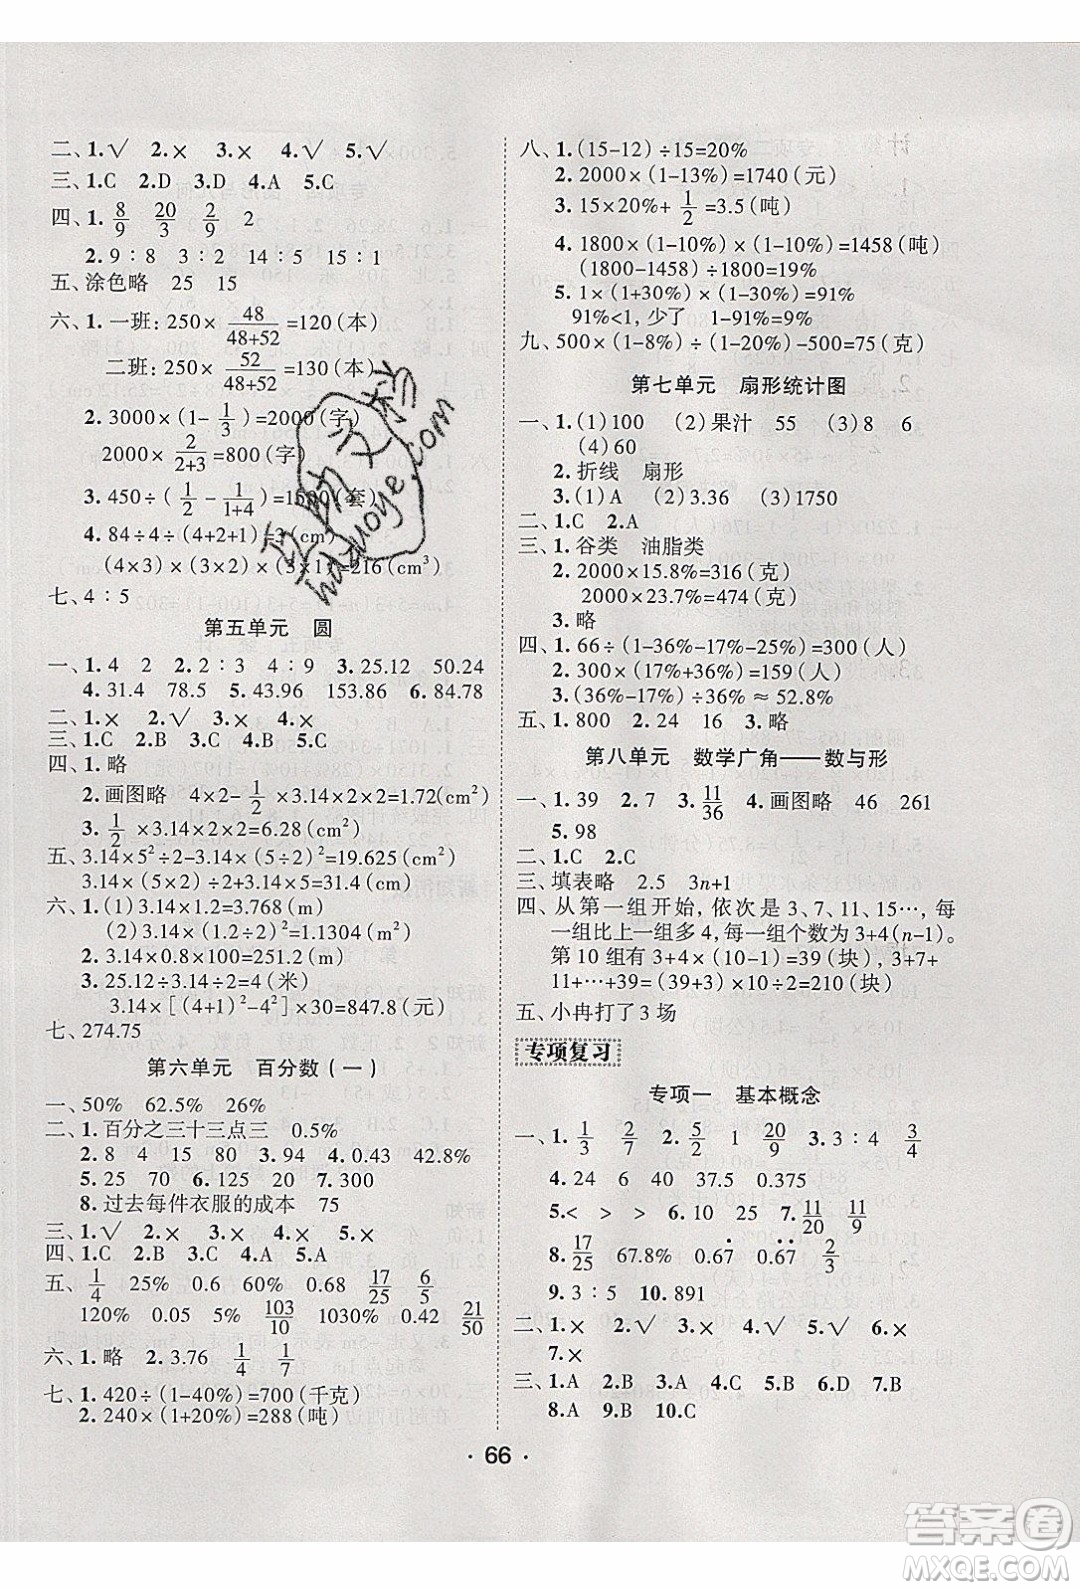 二、1.√ 2.× 3.× 4.√ 5.√
三、1.C 2.D 3.D 4.A 5.C
四、1. 8/9 20/3 2/9 2
2. 9∶8 3∶2 14∶5 15∶1
五、涂色略 25 15
六、1. 一班：250× 48/(48+52) =120（本）
二班：250× 52/(48+52) =130（本）
2. 3000×(1- 1/3 )=2000（字）
2000× 2/(2+3) =800（字）
3. 450÷( 1/2 - 1/(1+4) )=1500（套）
4. 84÷4÷(4+2+1)=3（cm）
(4×3)×(3×2)×(3×1)=216（cm³）
七、4∶5
第五单元 圆
一、1. 4 2 2. 2∶3 4∶9 3. 25.12 50.24
4. 31.4 78.5 5. 43.96 153.86 6. 84.78
二、1.× 2.√ 3.× 4.×
三、1.C 2.B 3.A 4.B 5.C
四、1. 略
2. 画图略 4×2- 1/2 ×3.14×2×2=1.72（cm²）
3. 1/2 ×3.14×2×2=6.28（cm²）
五、3.14×5²÷2-3.14×(5÷2)²=19.625（cm²）
3.14×(5×2)÷2+3.14×5=31.4（cm）
六、1. (1) 3.14×1.2=3.768（m）
(2) 3.14×(1.2÷2)²=1.1304（m²）
2. 3.14×0.8×100=251.2（cm）
3. 25.12÷3.14÷2=4（米）
3.14×[(4+1)²-4²]×30=847.8（元）
七、274.75
第六单元 百分数（一）
一、50% 62.5% 26%
二、1. 百分之三十三点三 0.5%
2. 8 4 15 80 3. 60 4. 0.43 42.8%
5. 25 70 6. 125 20 7. 300
8. 过去每件衣服的成本 75
三、1.√ 2.× 3.× 4.× 5.×
四、1.C 2.B 3.C 4.A 5.A
五、1/4 25% 0.6 60% 0.68 17/25 6/5
120% 0.05 5% 103/10 1030% 0.42 21/50
六、1. 略 2. 3.76 1/4 1/7
七、1. 420÷(1-40%)=700（千克）
2. 240×(1+20%)=288（吨）
八、1. (15-12)÷15=20%
2. 2000×(1-13%)=1740（元）
3. 15×20%+ 1/2 =3.5（吨）
4. 1800×(1-10%)×(1-10%)=1458（吨）
(1800-1458)÷1800=19%
5. 1×(1+30%)×(1-30%)=91%
91%<1, 少了 1-91%=9%
九、500×(1-8%)÷(1-20%)-500=75（克）
第七单元 扇形统计图
一、1. (1) 100 (2) 果汁 55 (3) 8 6
(4) 60
2. 折线 扇形
3. (1) A (2) 3.36 (3) 1750
二、1.C 2.A
三、1. 谷类 油脂类
2. 2000×15.8%=316（克）
2000×23.7%=474（克）
3. 略
四、1. 66÷(1-36%-17%-25%)=300（人）
2. 300×(17%+36%)=159（人）
3. (36%-17%)÷36%≈52.8%
五、1. 800 2. 24 16 3. 略
第八单元 数学广角——数与形
一、1. 39 2. 7 3. 11/36 4. 画图略 46 261
5. 98
二、1.C 2.C
三、填表略 2.5 3n+1
四、从第一组开始，依次是3、7、11、15…，每
一组比上一组多4，每一组个数为3+4(n-1)。
第10组有3+4×(10-1)=39（块），共有3+7+
11+…+39=(3+39)×10÷2=210（块）
五、小冉打了3场
专项复习
专项一 基本概念
一、1. 1/3 2/7 2. 5/2 1 20/9 3. 3∶4 3/4
4. 24 6 40 60 37.5 0.375
5. < > > 6. 10 25 7. 11/20 11/9
8. 17/25 67.8% 0.67̇ 0.6̇7̇ 2/3
9. 3∶5 10. 891
二、1.× 2.√ 3.× 4.× 5.√ 6.×
7.×
三、1.A 2.B 3.A 4.C 5.D 6.A 7.B
8.A 9.B 10.C
·66·
答案圈
MXQE.COM